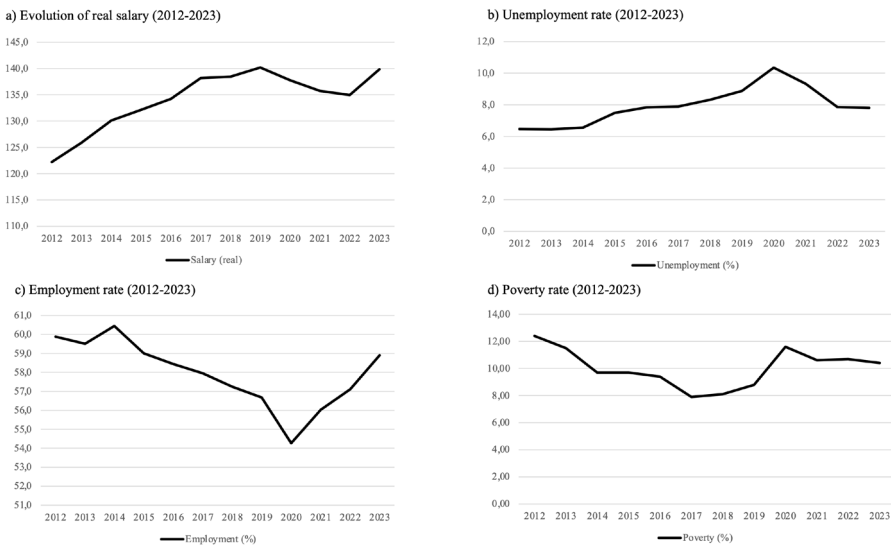 a) Evolution of real salary (2012-2023)
145,0
140,0
135,0
130,0
125,0
120,0
115,0
110,0
2012 2013 2014 2015 2016 2017 2018 2019 2020 2021 2022 2023
Salary (real)
b) Unemployment rate (2012-2023)
12,0
10,0
8,0
6,0
4,0
2,0
0,0
2012 2013 2014 2015 2016 2017 2018 2019 2020 2021 2022 2023
Unemployment (%)
c) Employment rate (2012-2023)
61,0
60,0
59,0
58,0
57,0
56,0
55,0
54,0
53,0
52,0
51,0
2012 2013 2014 2015 2016 2017 2018 2019 2020 2021 2022 2023
Employment (%)
d) Poverty rate (2012-2023)
14,00
12,00
10,00
8,00
6,00
4,00
2,00
0,00
2012 2013 2014 2015 2016 2017 2018 2019 2020 2021 2022 2023
Poverty (%)